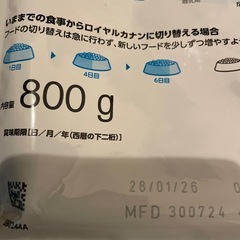 いままでの食事からロイヤルカナンに切り替える場合
フードの切り替えは急に行わず、新しいフードを少しずつ増やすよ
1日目 4日目 6日目
内容量 800 g
賞味期限［日／月／年（西暦の下二桁）］
28/01/26 0
MFD 300724 4